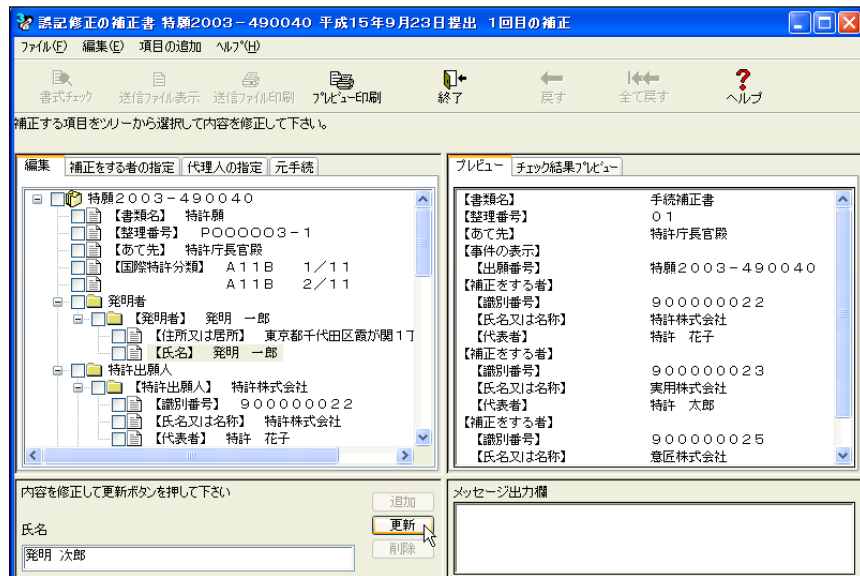 誤記修正の補正書 特願2003-490040 平成15年9月23日提出 1回目の補正
ファイル(F) 編集(E) 項目の追加 ヘルプ(H)
書式チェック 送信ファイル表示 送信ファイル印刷 プレビュー印刷 終了 戻す 全て戻す ヘルプ
補正する項目をツリーから選択して内容を修正して下さい。
編集 補正をする者の指定 代理人の指定 元手続
特願2003-490040
【書類名】 特許願
【整理番号】 P000003-1
【あて先】 特許庁長官殿
【国際特許分類】 A11B 1/11
A11B 2/11
発明者
【発明者】 発明 一郎
【住所又は居所】 東京都千代田区霞が関1丁
【氏名】 発明 一郎
特許出願人
【特許出願人】 特許株式会社
【識別番号】 900000022
【氏名又は名称】 特許株式会社
【代表者】 特許 花子
プレビュー チェック結果プレビュー
【書類名】 手続補正書
【整理番号】 01
【あて先】 特許庁長官殿
【事件の表示】
【出願番号】 特願2003-490040
【補正をする者】
【識別番号】 900000022
【氏名又は名称】 特許株式会社
【代表者】 特許 花子
【補正をする者】
【識別番号】 900000023
【氏名又は名称】 実用株式会社
【代表者】 特許 太郎
【補正をする者】
【識別番号】 900000025
【氏名又は名称】 意匠株式会社
内容を修正して更新ボタンを押して下さい
追加
氏名
更新
発明 次郎
削除
メッセージ出力欄